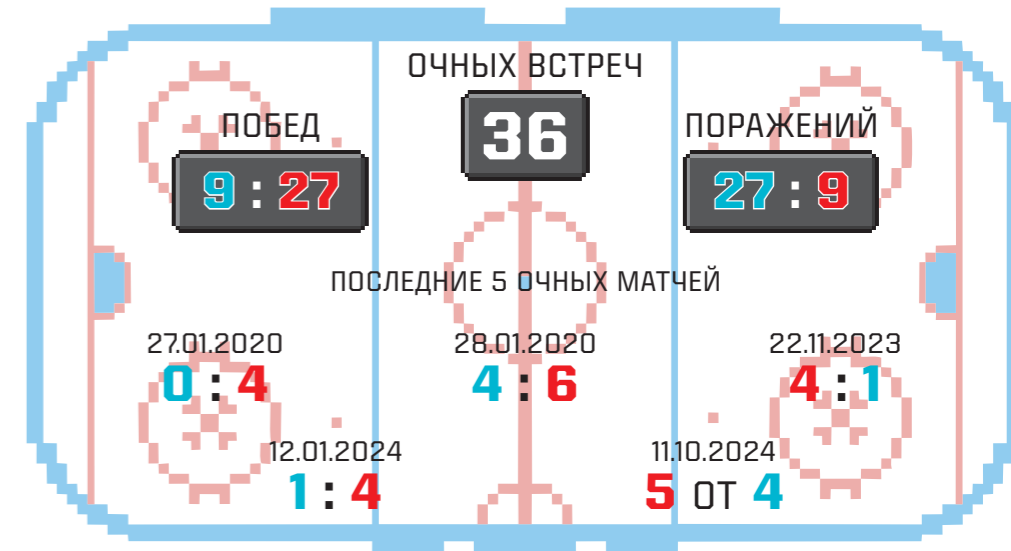 ОЧНЫХ ВСТРЕЧ
36
ПОБЕД
9 : 27
ПОРАЖЕНИЙ
27 : 9
ПОСЛЕДНИЕ 5 ОЧНЫХ МАТЧЕЙ
27.01.2020
0 : 4
28.01.2020
4 : 6
22.11.2023
4 : 1
12.01.2024
1 : 4
11.10.2024
5 ОТ 4